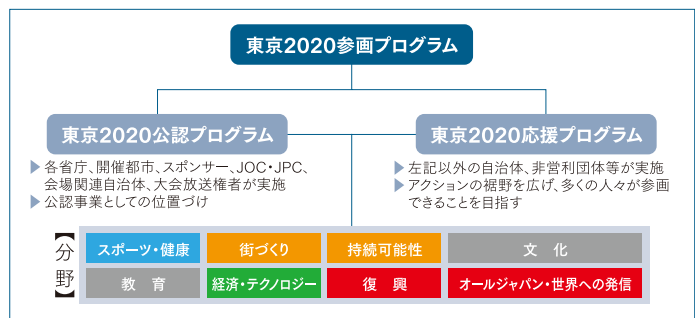 東京2020参画プログラム
東京2020公認プログラム
▶各省庁、開催都市、スポンサー、JOC・JPC、
会場関連自治体、大会放送権者が実施
▶公認事業としての位置づけ
東京2020応援プログラム
▶左記以外の自治体、非営利団体等が実施
▶アクションの裾野を広げ、多くの人々が参画
できることを目指す
【分野】
スポーツ・健康
街づくり
持続可能性
文化
教育
経済・テクノロジー
復興
オールジャパン・世界への発信